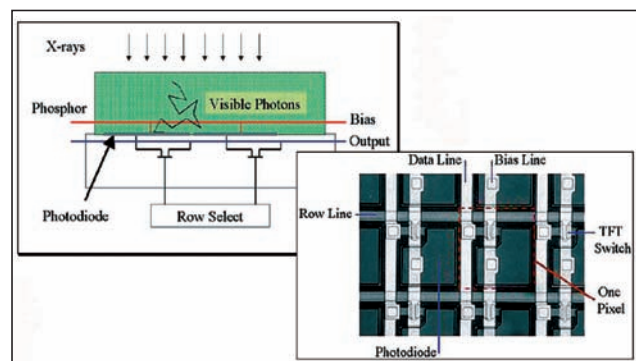 X-rays
Visible Photons
Phosphor
Bias
Output
Photodiode
Row Select
Data Line
Bias Line
Row Line
TFT
Switch
One
Pixel
Photodiode